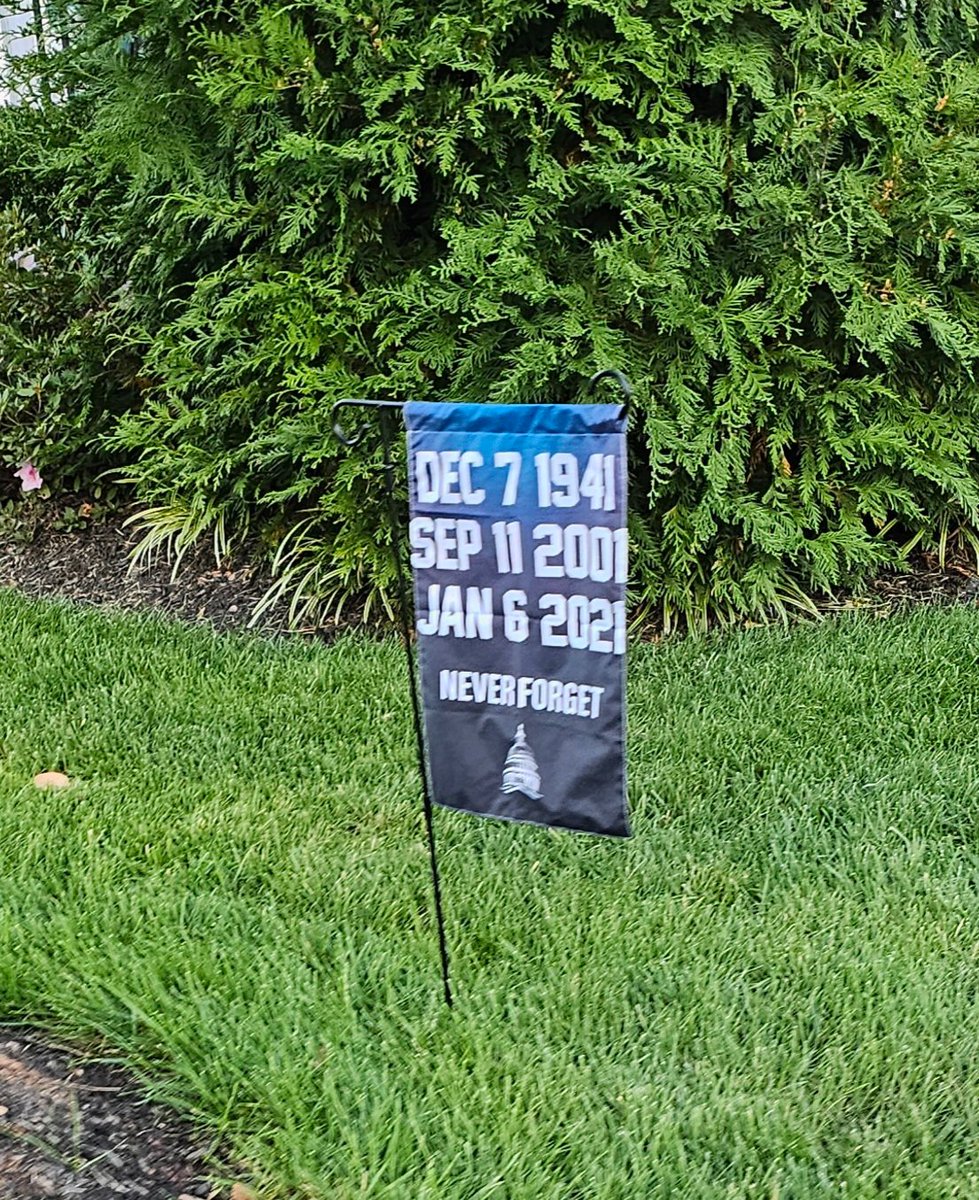 DEC 7 1941
SEP 11 2001
JAN 6 2021
NEVER FORGET